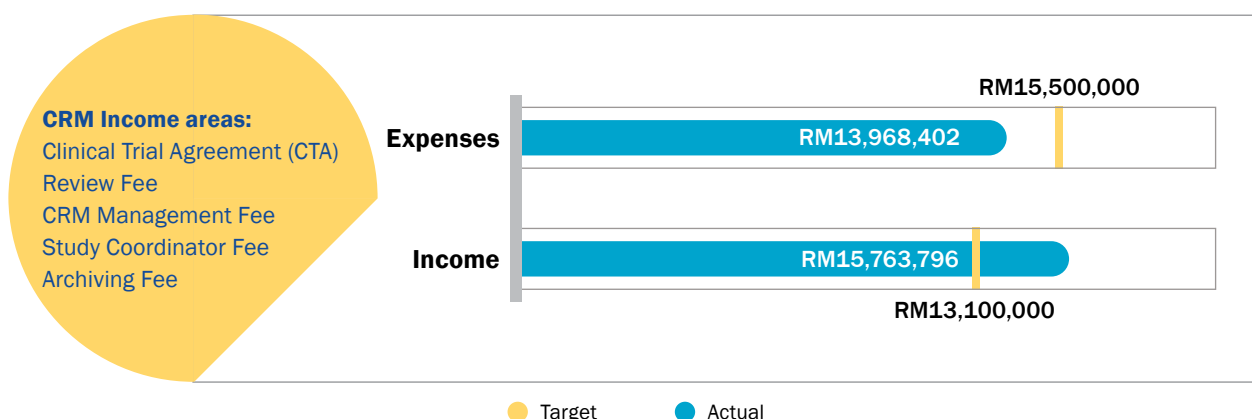 CRM Income areas:
Clinical Trial Agreement (CTA)
Review Fee
CRM Management Fee
Study Coordinator Fee
Archiving Fee
RM15,500,000
Expenses
RM13,968,402
Income
RM15,763,796
RM13,100,000
Target
Actual